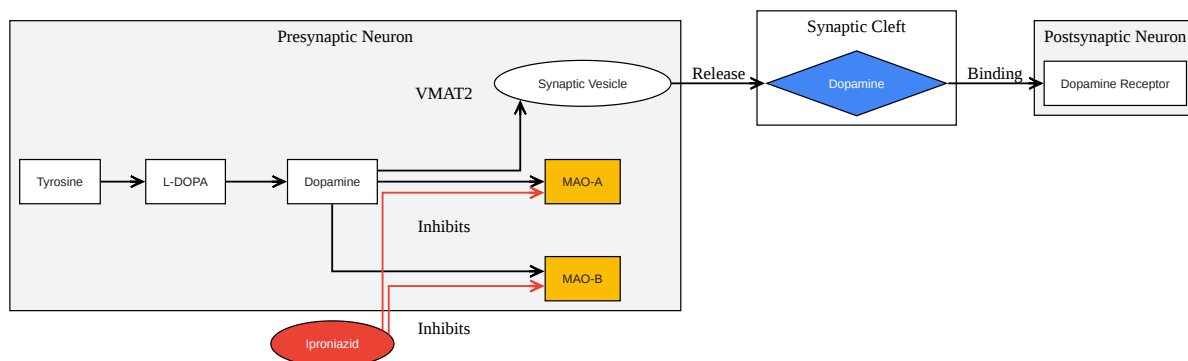 Presynaptic Neuron
Synaptic Cleft
Postsynaptic Neuron
VMAT2
Synaptic Vesicle
Release
Dopamine
Binding
Dopamine Receptor
Tyrosine
L-DOPA
Dopamine
MAO-A
Inhibits
MAO-B
Inhibits
Iproniazid